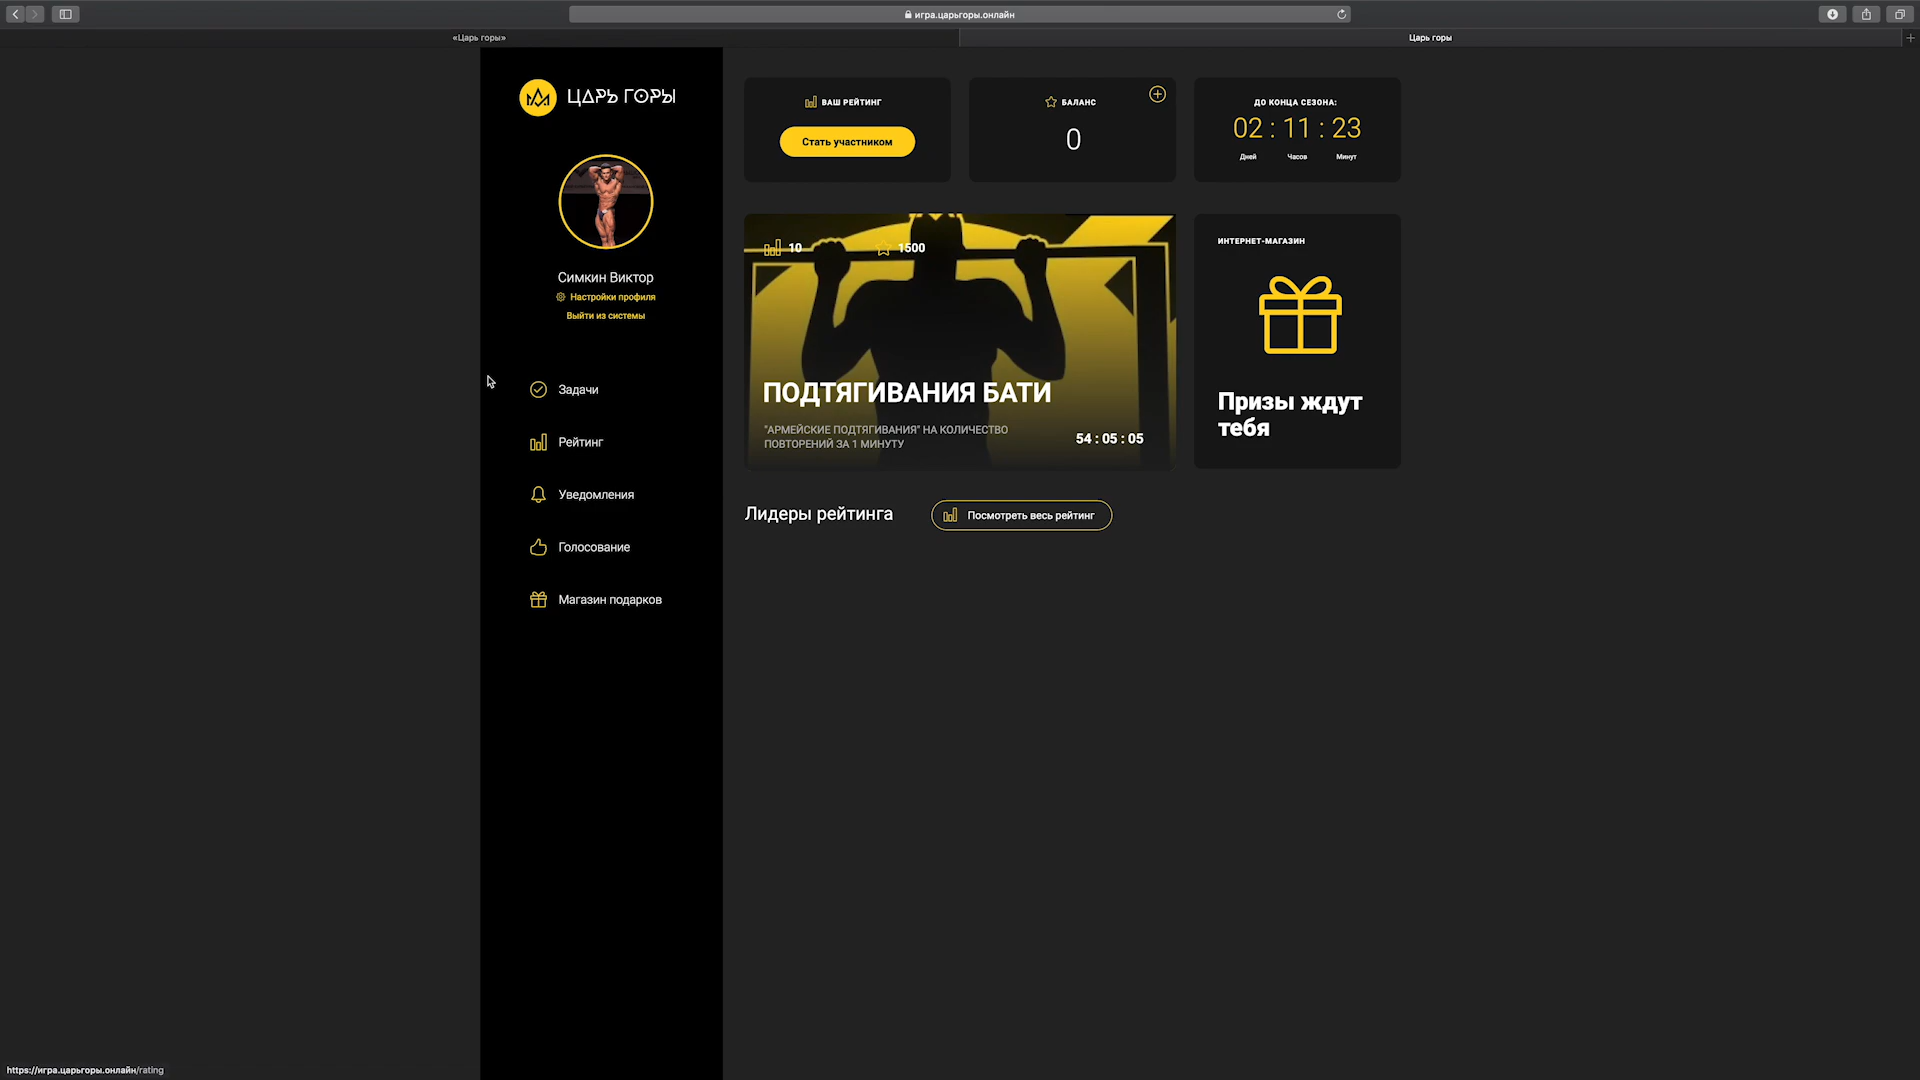 игра.царьгоры.онлайн
«Царь горы»
Царь горы
ЦАРЬ ГОРЫ
Симкин Виктор
Настройки профиля
Выйти из системы
Задачи
Рейтинг
Уведомления
Голосование
Магазин подарков
ВАШ РЕЙТИНГ
Стать участником
БАЛАНС
0
ДО КОНЦА СЕЗОНА:
02 : 11 : 23
Дней Часов Минут
10 1500
ПОДТЯГИВАНИЯ БАТИ
"АРМЕЙСКИЕ ПОДТЯГИВАНИЯ" НА КОЛИЧЕСТВО
ПОВТОРЕНИЙ ЗА 1 МИНУТУ
54 : 05 : 05
ИНТЕРНЕТ-МАГАЗИН
Призы ждут
тебя
Лидеры рейтинга
Посмотреть весь рейтинг
https://игра.царьгоры.онлайн/rating